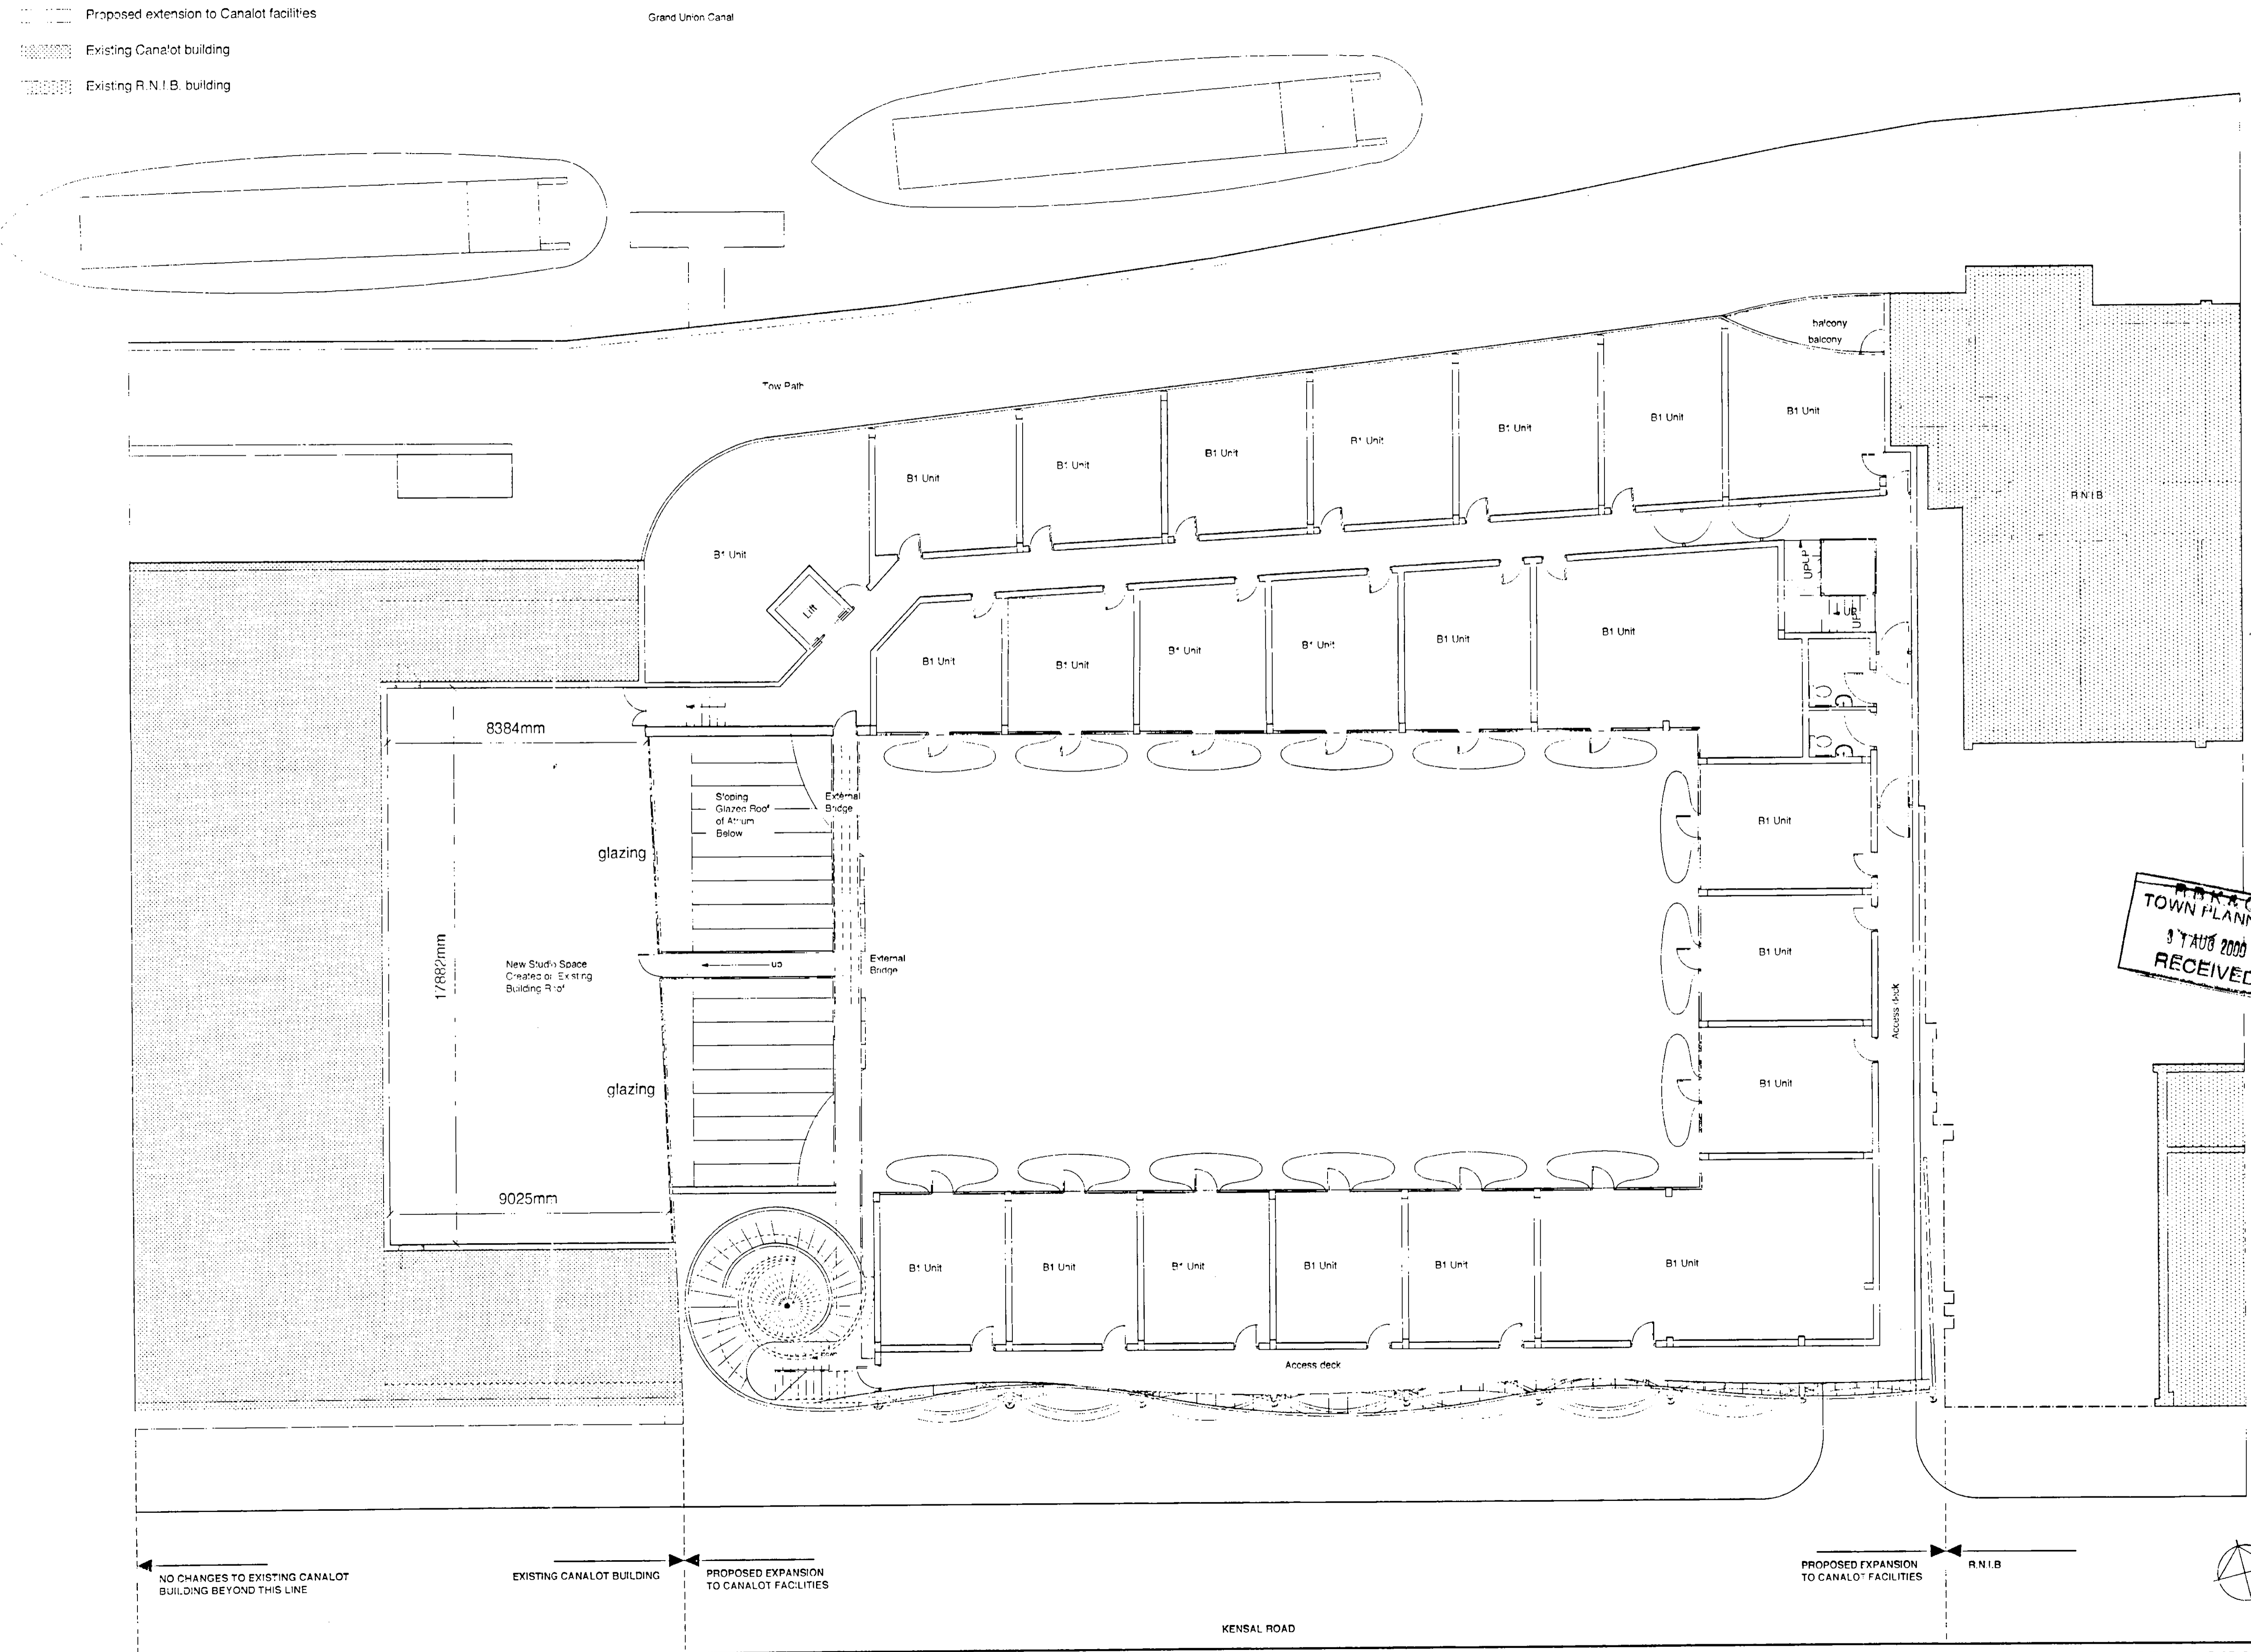 Proposed extension to Canalot facilities
Existing Canalot building
Existing R.N.I.B. building
Grand Union Canal
Tow Path
balcony
balcony
B1 Unit
B1 Unit
B1 Unit
B1 Unit
B1 Unit
B1 Unit
B1 Unit
B1 Unit
R.N.I.B
Lift
UP
UP
UP
UP
B1 Unit
B1 Unit
B1 Unit
B1 Unit
B1 Unit
B1 Unit
8384mm
Sloping
Glazed Roof
of Atrium
Below
External
Bridge
glazing
B1 Unit
17882mm
New Studio Space
Created on Existing
Building Roof
UP
External
Bridge
B1 Unit
Access deck
TOWN PLANN
AUG 2000
RECEIVED
glazing
B1 Unit
9025mm
B1 Unit
B1 Unit
B1 Unit
B1 Unit
B1 Unit
B1 Unit
Access deck
NO CHANGES TO EXISTING CANALOT
BUILDING BEYOND THIS LINE
EXISTING CANALOT BUILDING
PROPOSED EXPANSION
TO CANALOT FACILITIES
PROPOSED EXPANSION
TO CANALOT FACILITIES
R.N.I.B
KENSAL ROAD